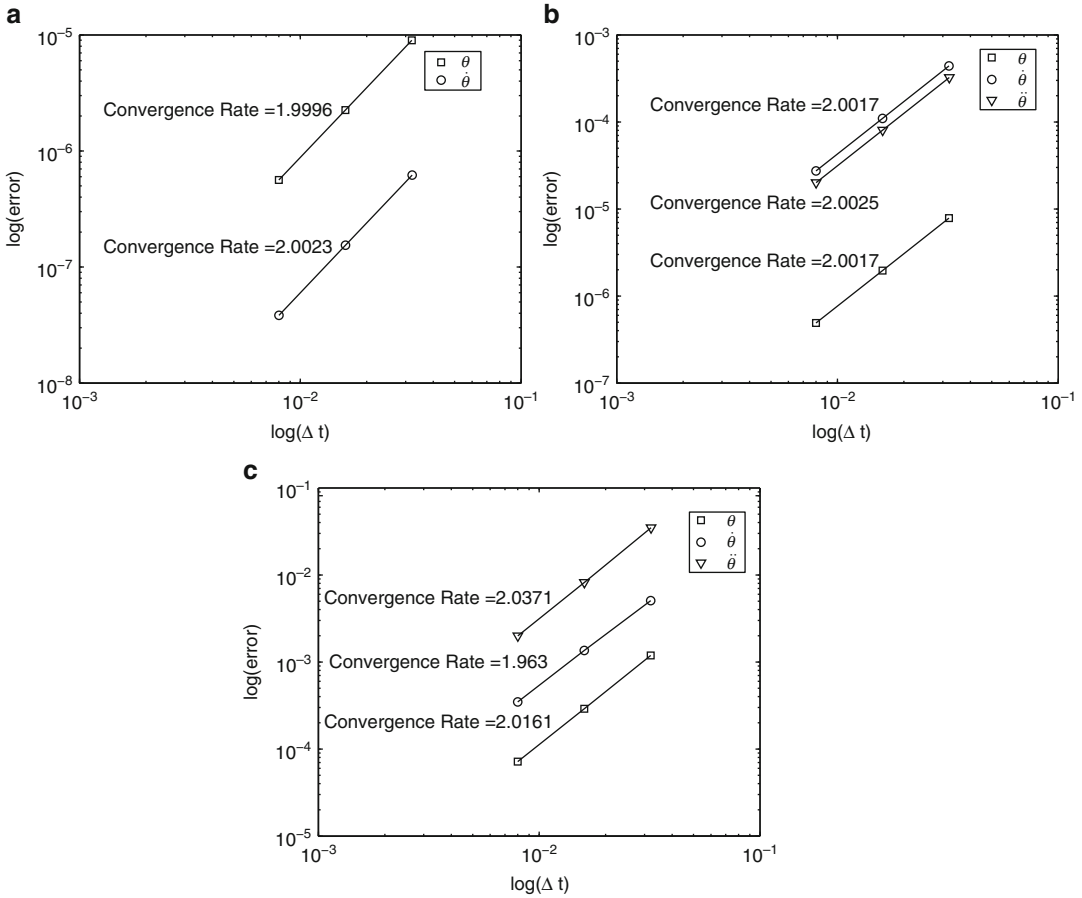 a
10⁻⁵
10⁻⁶
10⁻⁷
10⁻⁸
log(error)
θ
θ̇
Convergence Rate =1.9996
Convergence Rate =2.0023
10⁻³
10⁻²
10⁻¹
log(Δ t)
b
10⁻³
10⁻⁴
10⁻⁵
10⁻⁶
10⁻⁷
log(error)
θ
θ̇
θ̈
Convergence Rate =2.0017
Convergence Rate =2.0025
Convergence Rate =2.0017
10⁻³
10⁻²
10⁻¹
log(Δ t)
c
10⁻¹
10⁻²
10⁻³
10⁻⁴
10⁻⁵
log(error)
θ
θ̇
θ̈
Convergence Rate =2.0371
Convergence Rate =1.963
Convergence Rate =2.0161
10⁻³
10⁻²
10⁻¹
log(Δ t)